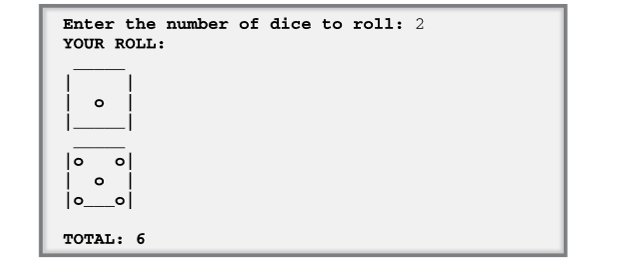 Enter the number of dice to roll: 2
YOUR ROLL:
 _____
|     |
|  o  |
|_____|
 _____
|o   o|
|  o  |
|o___o|
TOTAL: 6